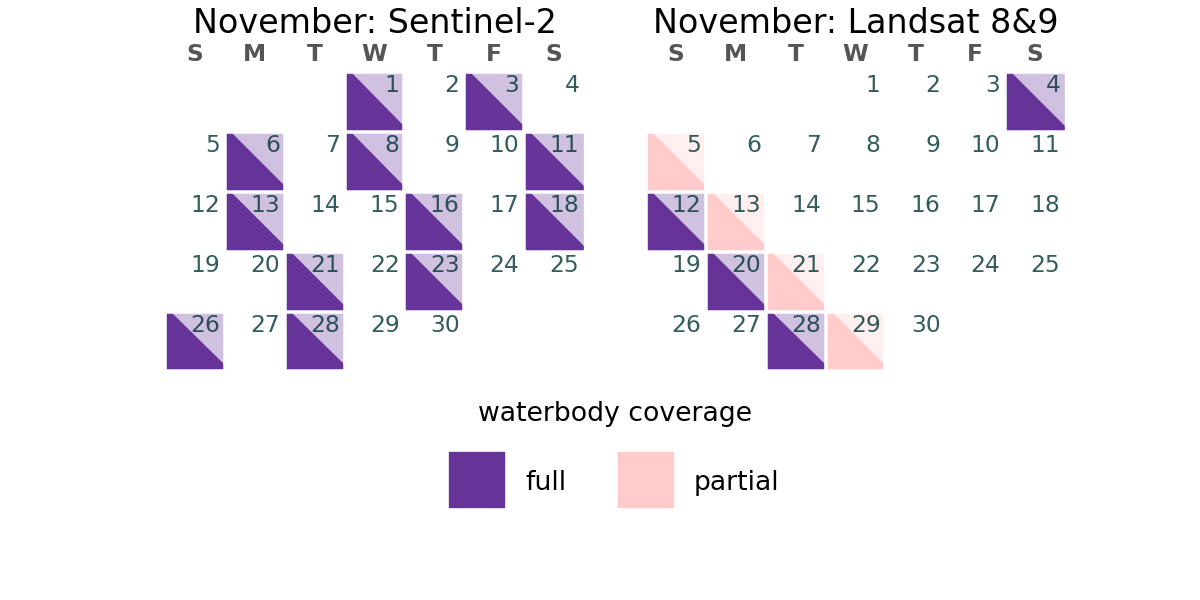 November: Sentinel-2
S M T W T F S
1 2 3 4
5 6 7 8 9 10 11
12 13 14 15 16 17 18
19 20 21 22 23 24 25
26 27 28 29 30
November: Landsat 8&9
S M T W T F S
1 2 3 4
5 6 7 8 9 10 11
12 13 14 15 16 17 18
19 20 21 22 23 24 25
26 27 28 29 30
waterbody coverage
full partial